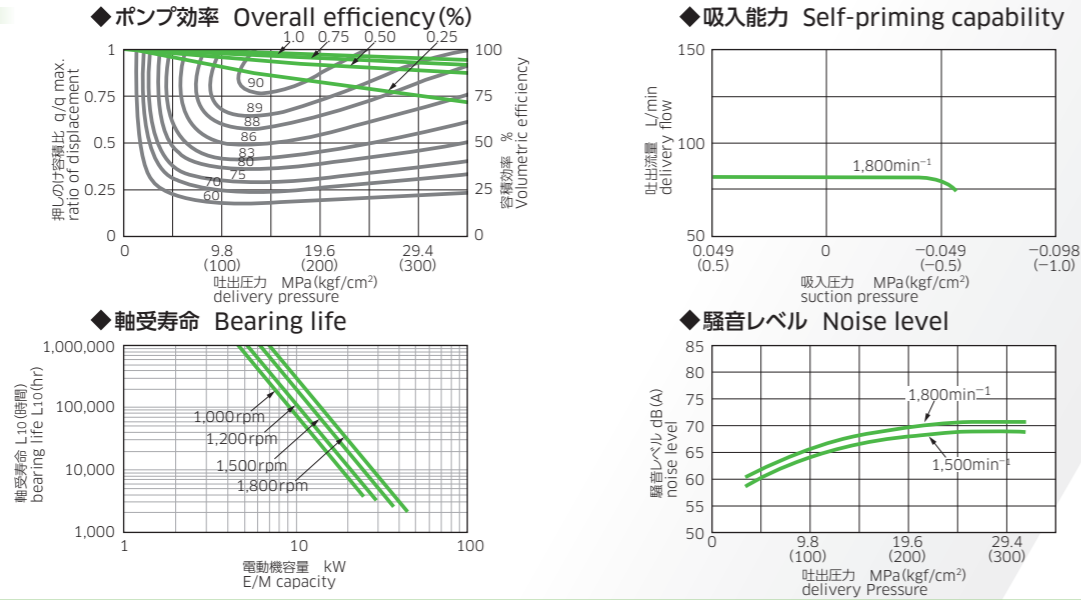 ◆ポンプ効率 Overall efficiency(%)
1.0 0.75 0.50 0.25
押しのけ容積比 q/q max.
ratio of displacement
1
0.75
0.5
0.25
0
90
89
88
86
83
80
75
70
60
100
75
50
25
0
容積効率 %
Volumetric efficiency
0 9.8 19.6 29.4
(100) (200) (300)
吐出圧力 MPa(kgf/cm²)
delivery pressure
◆吸入能力 Self-priming capability
吐出流量 L/min
delivery flow
150
100
50
1,800min⁻¹
0.049 0 −0.049 −0.098
(0.5) (−0.5) (−1.0)
吸入圧力 MPa(kgf/cm²)
suction pressure
◆軸受寿命 Bearing life
軸受寿命 L10(時間)
bearing life L10(hr)
1,000,000
100,000
10,000
1,000
1,000rpm
1,200rpm
1,500rpm
1,800rpm
1 10 100
電動機容量 kW
E/M capacity
◆騒音レベル Noise level
騒音レベル dB(A)
noise level
85
80
75
70
65
60
55
50
1,800min⁻¹
1,500min⁻¹
0 9.8 19.6 29.4
(100) (200) (300)
吐出圧力 MPa(kgf/cm²)
delivery Pressure